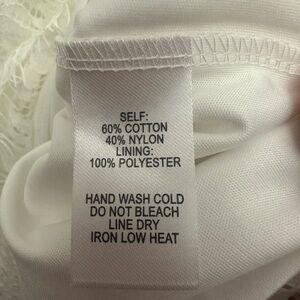 SELF:
60% COTTON
40% NYLON
LINING:
100% POLYESTER
HAND WASH COLD
DO NOT BLEACH
LINE DRY
IRON LOW HEAT